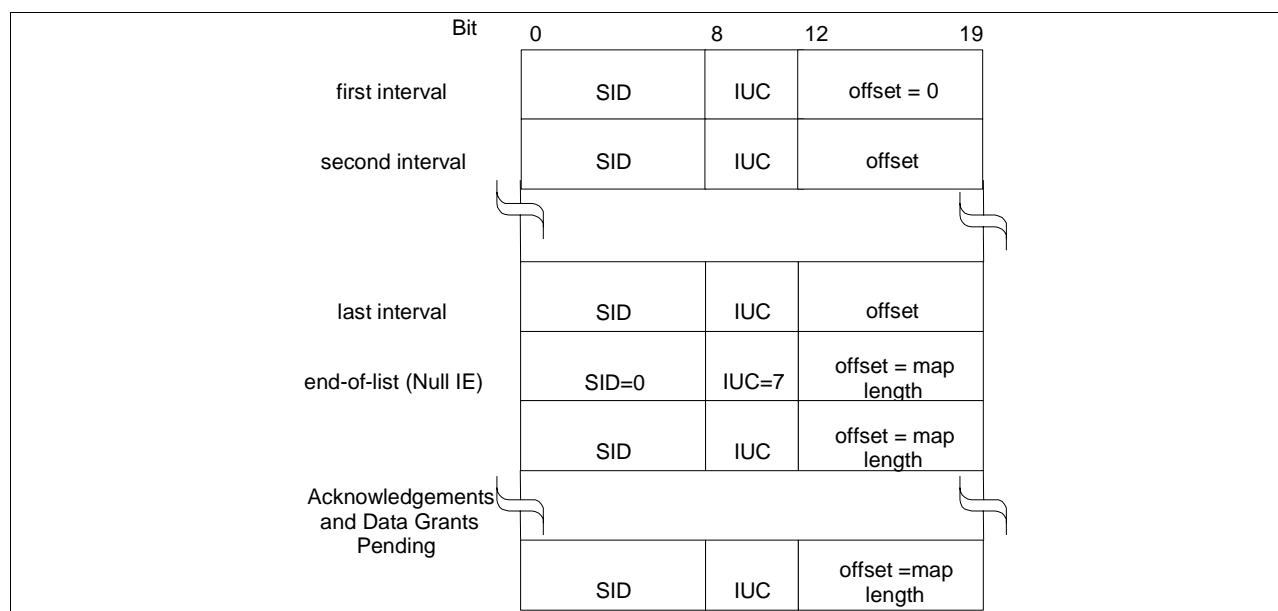 Bit 0 8 12 19
first interval SID IUC offset = 0
second interval SID IUC offset
last interval SID IUC offset
end-of-list (Null IE) SID=0 IUC=7 offset = map
length
SID IUC offset = map
length
Acknowledgements
and Data Grants
Pending
SID IUC offset =map
length